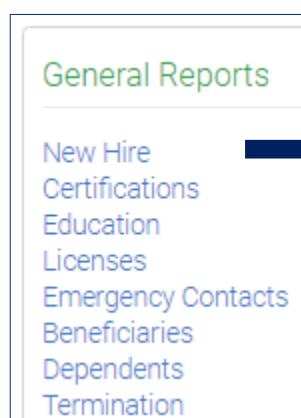 General Reports
New Hire
Certifications
Education
Licenses
Emergency Contacts
Beneficiaries
Dependents
Termination